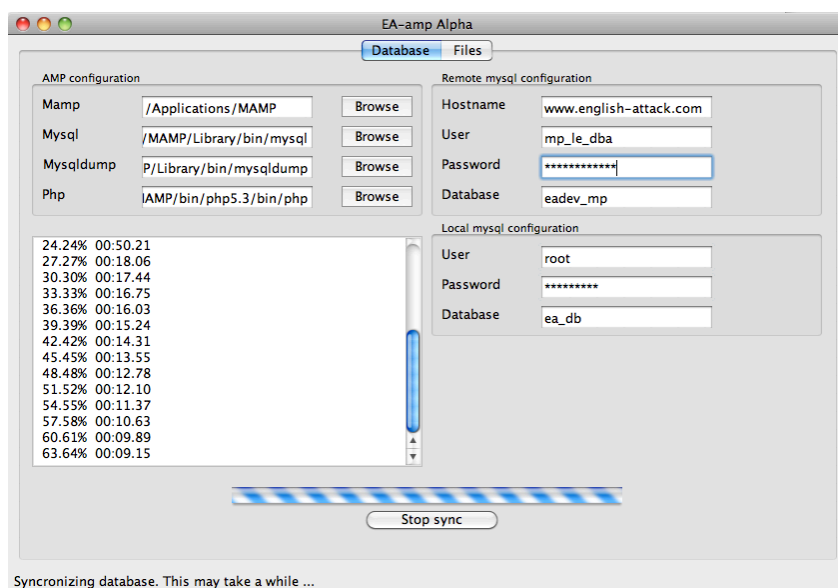 EA-amp Alpha
Database Files
AMP configuration
Mamp /Applications/MAMP Browse
Mysql /MAMP/Library/bin/mysql Browse
Mysqldump P/Library/bin/mysqldump Browse
Php IAMP/bin/php5.3/bin/php Browse
Remote mysql configuration
Hostname www.english-attack.com
User mp_le_dba
Password ************
Database eadev_mp
Local mysql configuration
User root
Password *********
Database ea_db
24.24% 00:50.21
27.27% 00:18.06
30.30% 00:17.44
33.33% 00:16.75
36.36% 00:16.03
39.39% 00:15.24
42.42% 00:14.31
45.45% 00:13.55
48.48% 00:12.78
51.52% 00:12.10
54.55% 00:11.37
57.58% 00:10.63
60.61% 00:09.89
63.64% 00:09.15
Stop sync
Syncronizing database. This may take a while ...